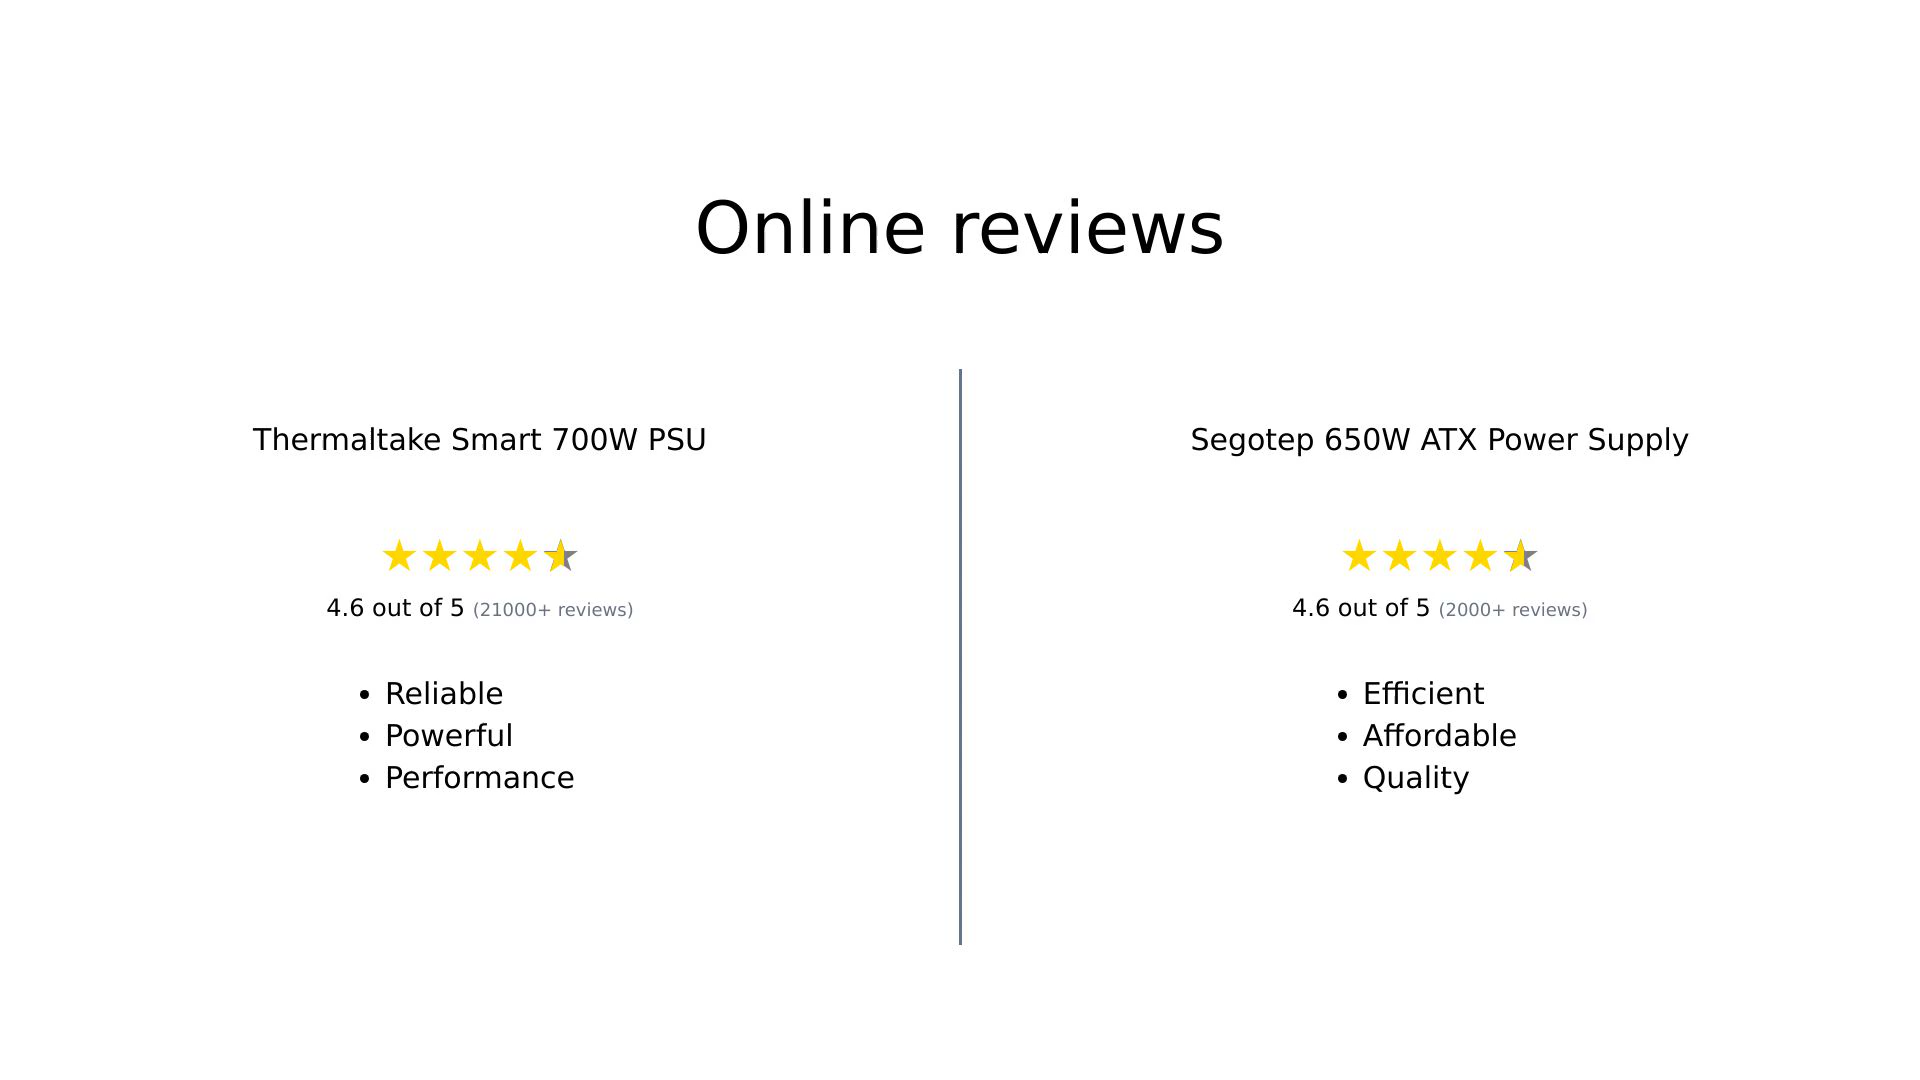 Online reviews
Thermaltake Smart 700W PSU
4.6 out of 5 (21000+ reviews)
• Reliable
• Powerful
• Performance
Segotep 650W ATX Power Supply
4.6 out of 5 (2000+ reviews)
• Efficient
• Affordable
• Quality